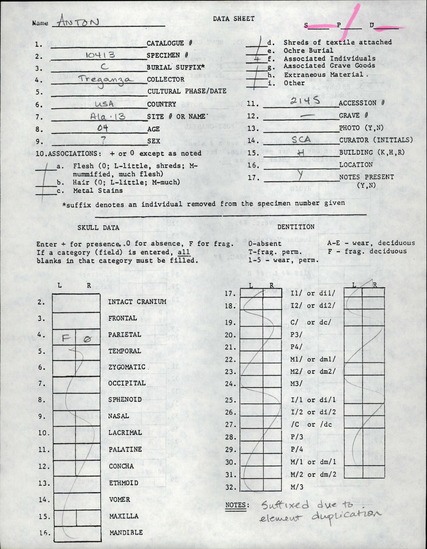 Name ANTON
DATA SHEET
S P U
1. CATALOGUE #
2. 10413 SPECIMEN #
3. C BURIAL SUFFIX*
4. Treganza COLLECTOR
5. CULTURAL PHASE/DATE
6. USA COUNTRY
7. Ala-13 SITE # OR NAME
8. 04 AGE
9. ? SEX
10. ASSOCIATIONS: + or 0 except as noted
a. Flesh (0; L-little, shreds; M-
mummified, much flesh)
b. Hair (0; L-little; M-much)
c. Metal Stains
d. Shreds of textile attached
e. Ochre Burial
f. Associated Individuals
g. Associated Grave Goods
h. Extraneous Material
i. Other
11. 2145 ACCESSION #
12. — GRAVE #
13. PHOTO (Y,N)
14. SCA CURATOR (INITIALS)
15. H BUILDING (K,H,R)
16. LOCATION
17. Y NOTES PRESENT
(Y,N)
*suffix denotes an individual removed from the specimen number given
SKULL DATA
Enter + for presence, 0 for absence, F for frag.
If a category (field) is entered, all
blanks in that category must be filled.
L R
2. INTACT CRANIUM
3. FRONTAL
4. F 0 PARIETAL
5. TEMPORAL
6. ZYGOMATIC
7. OCCIPITAL
8. SPHENOID
9. NASAL
10. LACRIMAL
11. PALATINE
12. CONCHA
13. ETHMOID
14. VOMER
15. MAXILLA
16. MANDIBLE
DENTITION
0-absent A-E - wear, deciduous
T-frag. perm. F - frag. deciduous
1-5 - wear, perm.
L R L R
17. I1/ or di1/
18. I2/ or di2/
19. C/ or dc/
20. P3/
21. P4/
22. M1/ or dm1/
23. M2/ or dm2/
24. M3/
25. I/1 or di/1
26. I/2 or di/2
27. /C or /dc
28. P/3
29. P/4
30. M/1 or dm/1
31. M/2 or dm/2
32. M/3
NOTES: Suffixed due to
element duplication